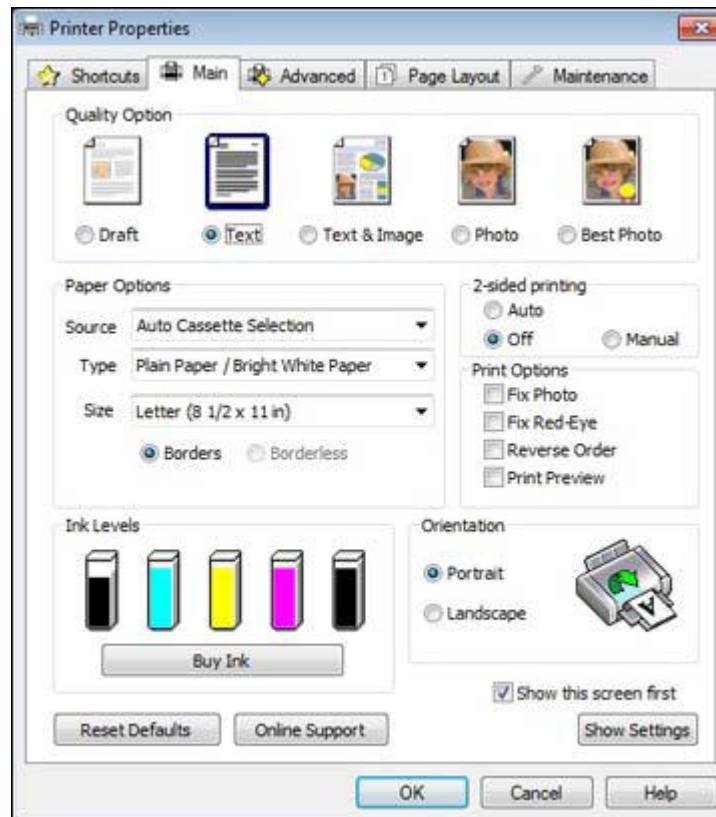 Printer Properties
Shortcuts Main Advanced Page Layout Maintenance
Quality Option
Draft Text Text & Image Photo Best Photo
Paper Options
Source Auto Cassette Selection
Type Plain Paper / Bright White Paper
Size Letter (8 1/2 x 11 in)
Borders Borderless
2-sided printing
Auto
Off Manual
Print Options
Fix Photo
Fix Red-Eye
Reverse Order
Print Preview
Ink Levels
Buy Ink
Orientation
Portrait
Landscape
A
Show this screen first
Reset Defaults Online Support Show Settings
OK Cancel Help